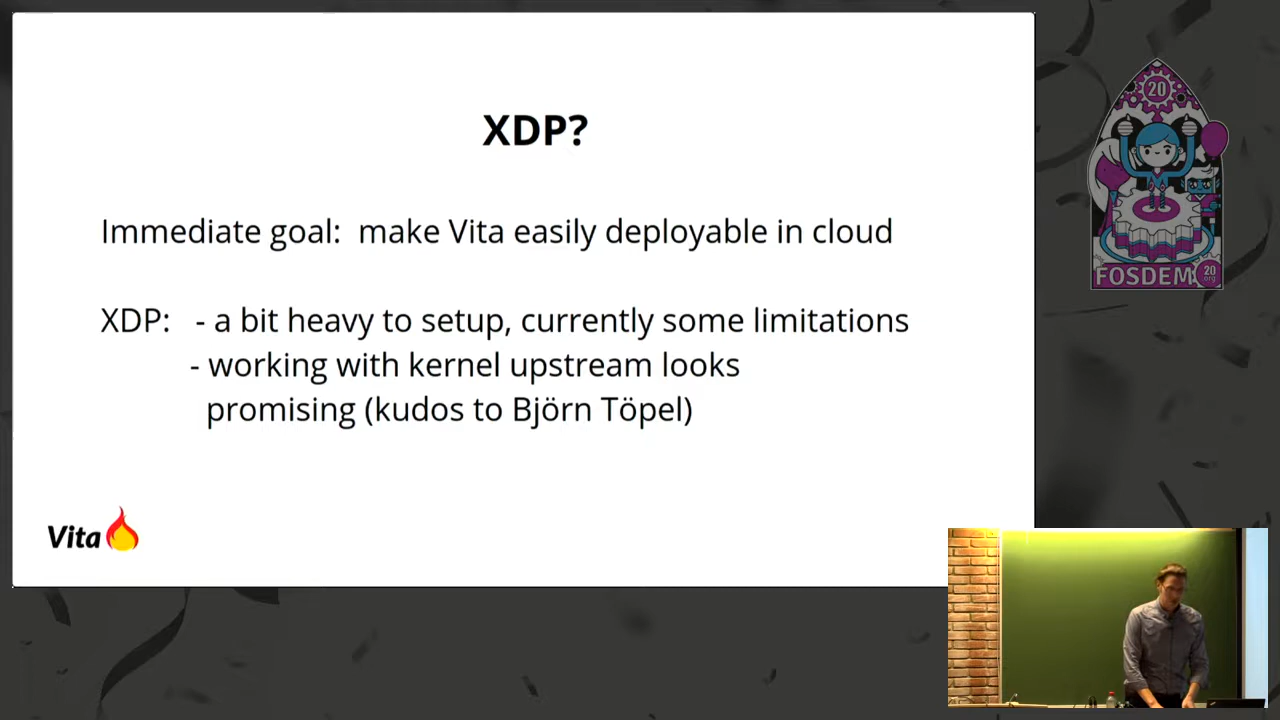 XDP?
Immediate goal: make Vita easily deployable in cloud
XDP: - a bit heavy to setup, currently some limitations
- working with kernel upstream looks
promising (kudos to Björn Töpel)
Vita
20
FOSDEM
20
.org